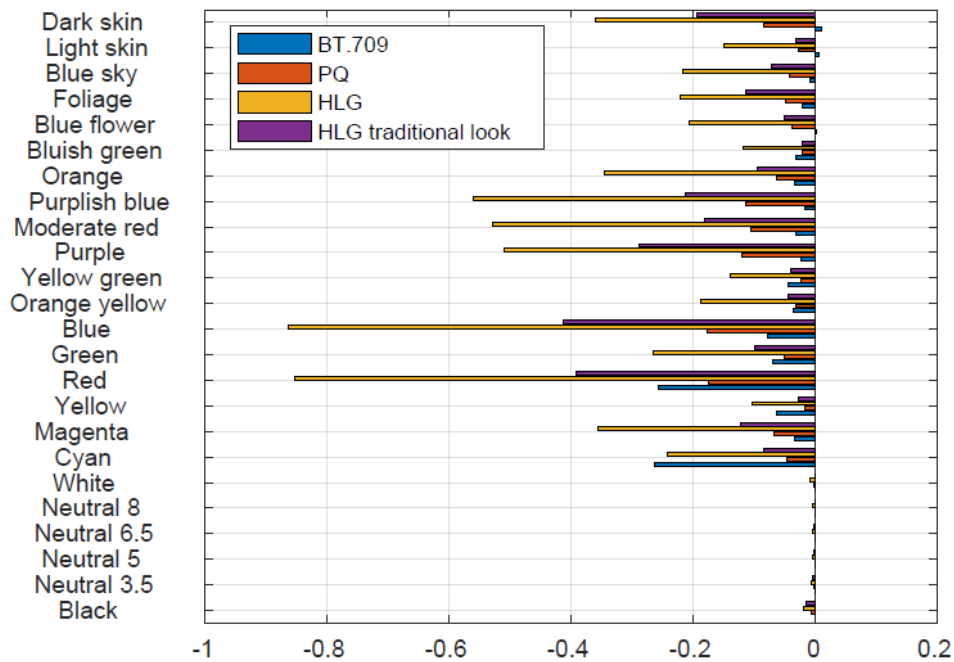 Dark skin
Light skin
Blue sky
Foliage
Blue flower
Bluish green
Orange
Purplish blue
Moderate red
Purple
Yellow green
Orange yellow
Blue
Green
Red
Yellow
Magenta
Cyan
White
Neutral 8
Neutral 6.5
Neutral 5
Neutral 3.5
Black
BT.709
PQ
HLG
HLG traditional look
-1 -0.8 -0.6 -0.4 -0.2 0 0.2